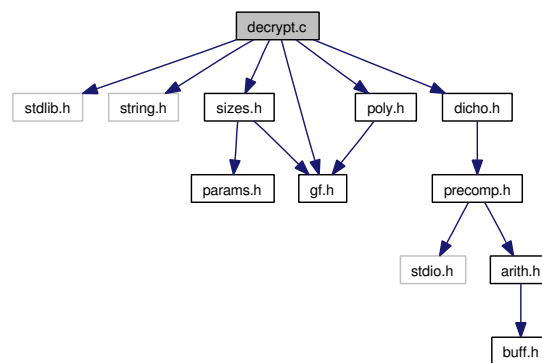 decrypt.c
stdlib.h
string.h
sizes.h
poly.h
dicho.h
params.h
gf.h
precomp.h
stdio.h
arith.h
buff.h